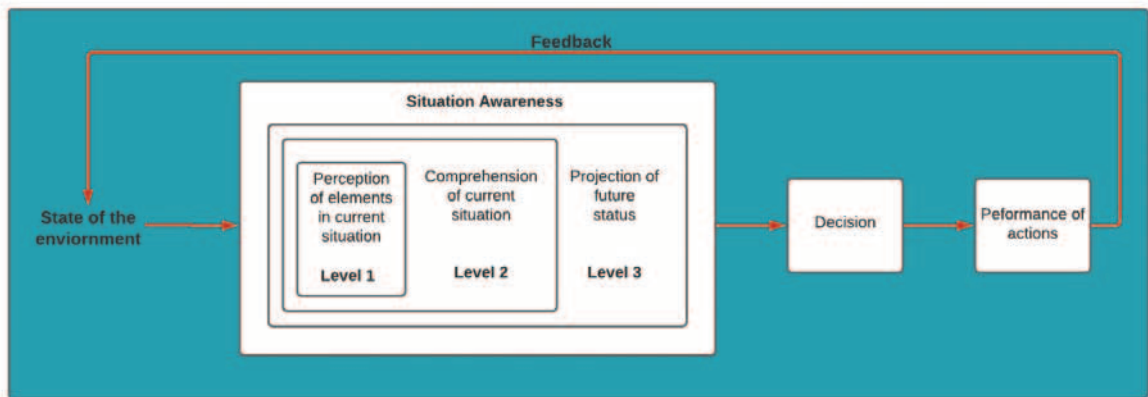 Feedback
Situation Awareness
Perception
of elements
in current
situation
Level 1
Comprehension
of current
situation
Level 2
Projection of
future
status
Level 3
State of the
enviornment
Decision
Peformance of
actions